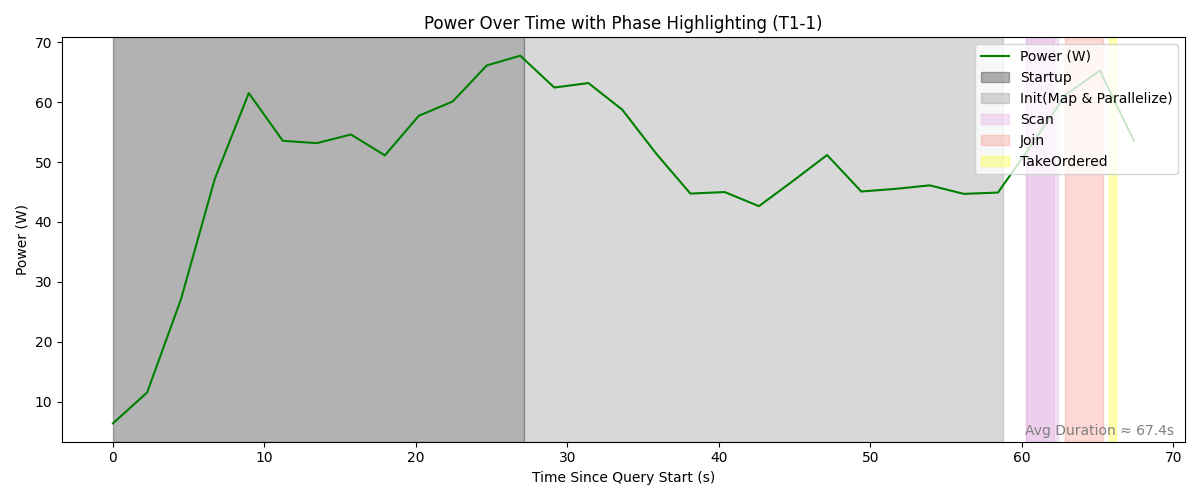 Power Over Time with Phase Highlighting (T1-1)
Power (W)
70
60
50
40
30
20
10
Power (W)
Startup
Init(Map & Parallelize)
Scan
Join
TakeOrdered
Avg Duration ≈ 67.4s
0 10 20 30 40 50 60 70
Time Since Query Start (s)